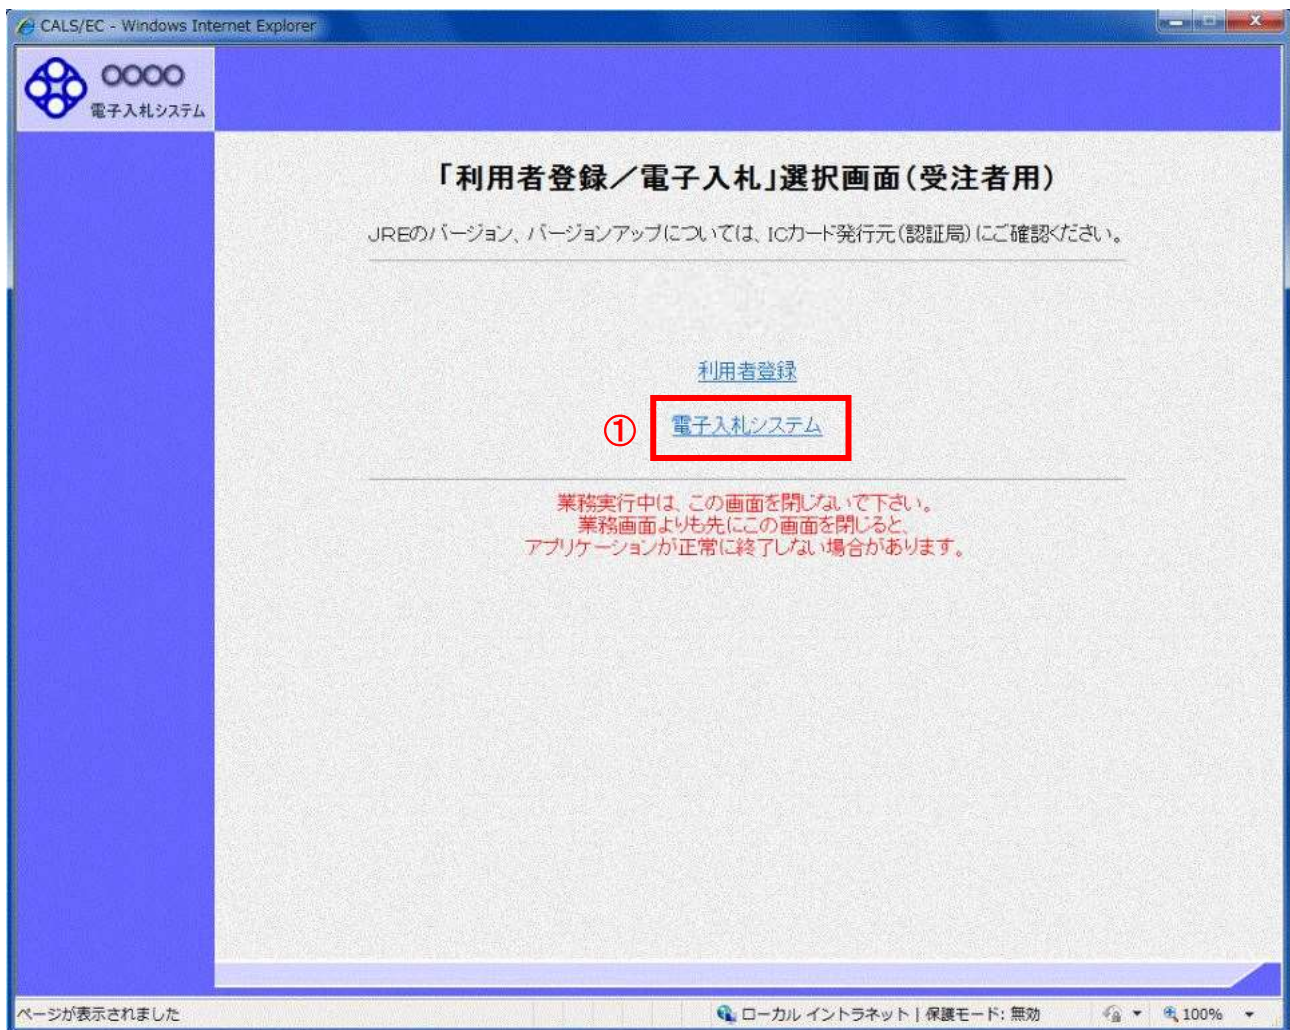 CALS/EC - Windows Internet Explorer
○○○○
電子入札システム
「利用者登録／電子入札」選択画面(受注者用)
JREのバージョン、バージョンアップについては、ICカード発行元(認証局)にご確認ください。
利用者登録
① 電子入札システム
業務実行中は、この画面を閉じないで下さい。
業務画面よりも先にこの画面を閉じると、
アプリケーションが正常に終了しない場合があります。
ページが表示されました ローカル イントラネット | 保護モード: 無効 100%